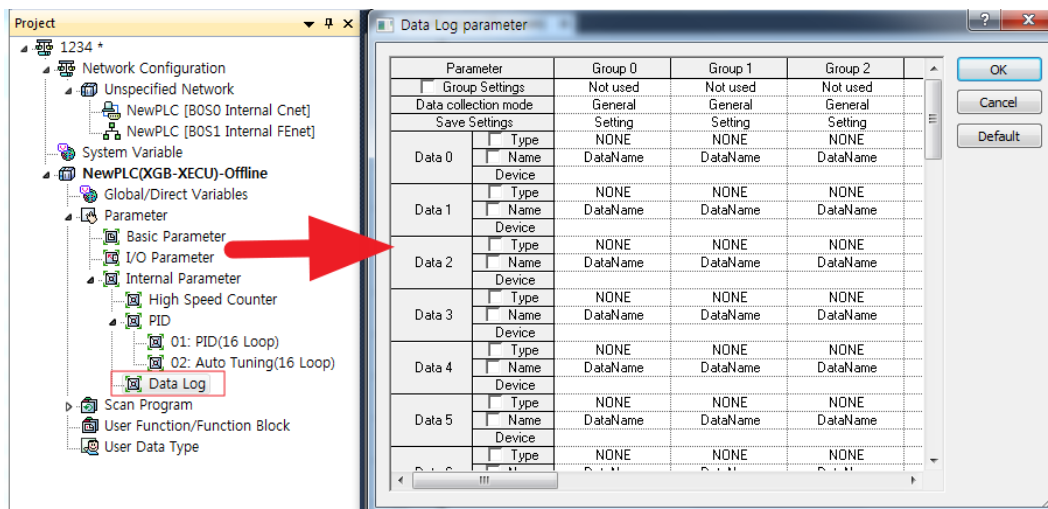 Project
1234 *
Network Configuration
Unspecified Network
NewPLC [B0S0 Internal Cnet]
NewPLC [B0S1 Internal FEnet]
System Variable
NewPLC(XGB-XECU)-Offline
Global/Direct Variables
Parameter
Basic Parameter
I/O Parameter
Internal Parameter
High Speed Counter
PID
01: PID(16 Loop)
02: Auto Tuning(16 Loop)
Data Log
Scan Program
User Function/Function Block
User Data Type
Data Log parameter
Parameter Group 0 Group 1 Group 2
Group Settings Not used Not used Not used
Data collection mode General General General
Save Settings Setting Setting Setting
Type NONE NONE NONE
Data 0 Name DataName DataName DataName
Device
Type NONE NONE NONE
Data 1 Name DataName DataName DataName
Device
Type NONE NONE NONE
Data 2 Name DataName DataName DataName
Device
Type NONE NONE NONE
Data 3 Name DataName DataName DataName
Device
Type NONE NONE NONE
Data 4 Name DataName DataName DataName
Device
Type NONE NONE NONE
Data 5 Name DataName DataName DataName
Device
Type NONE NONE NONE
OK
Cancel
Default